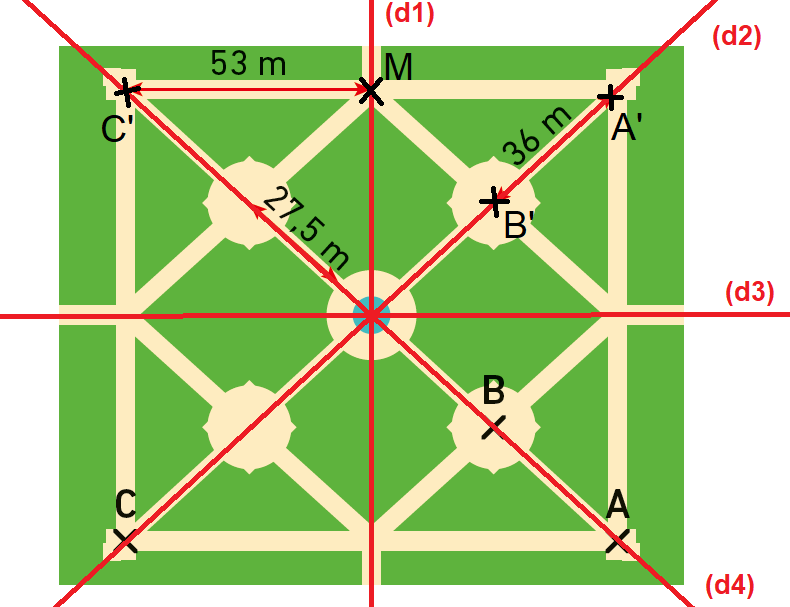 (d1)
(d2)
53 m
M
C'
36 m
A'
27,5 m
B'
(d3)
B
C
A
(d4)